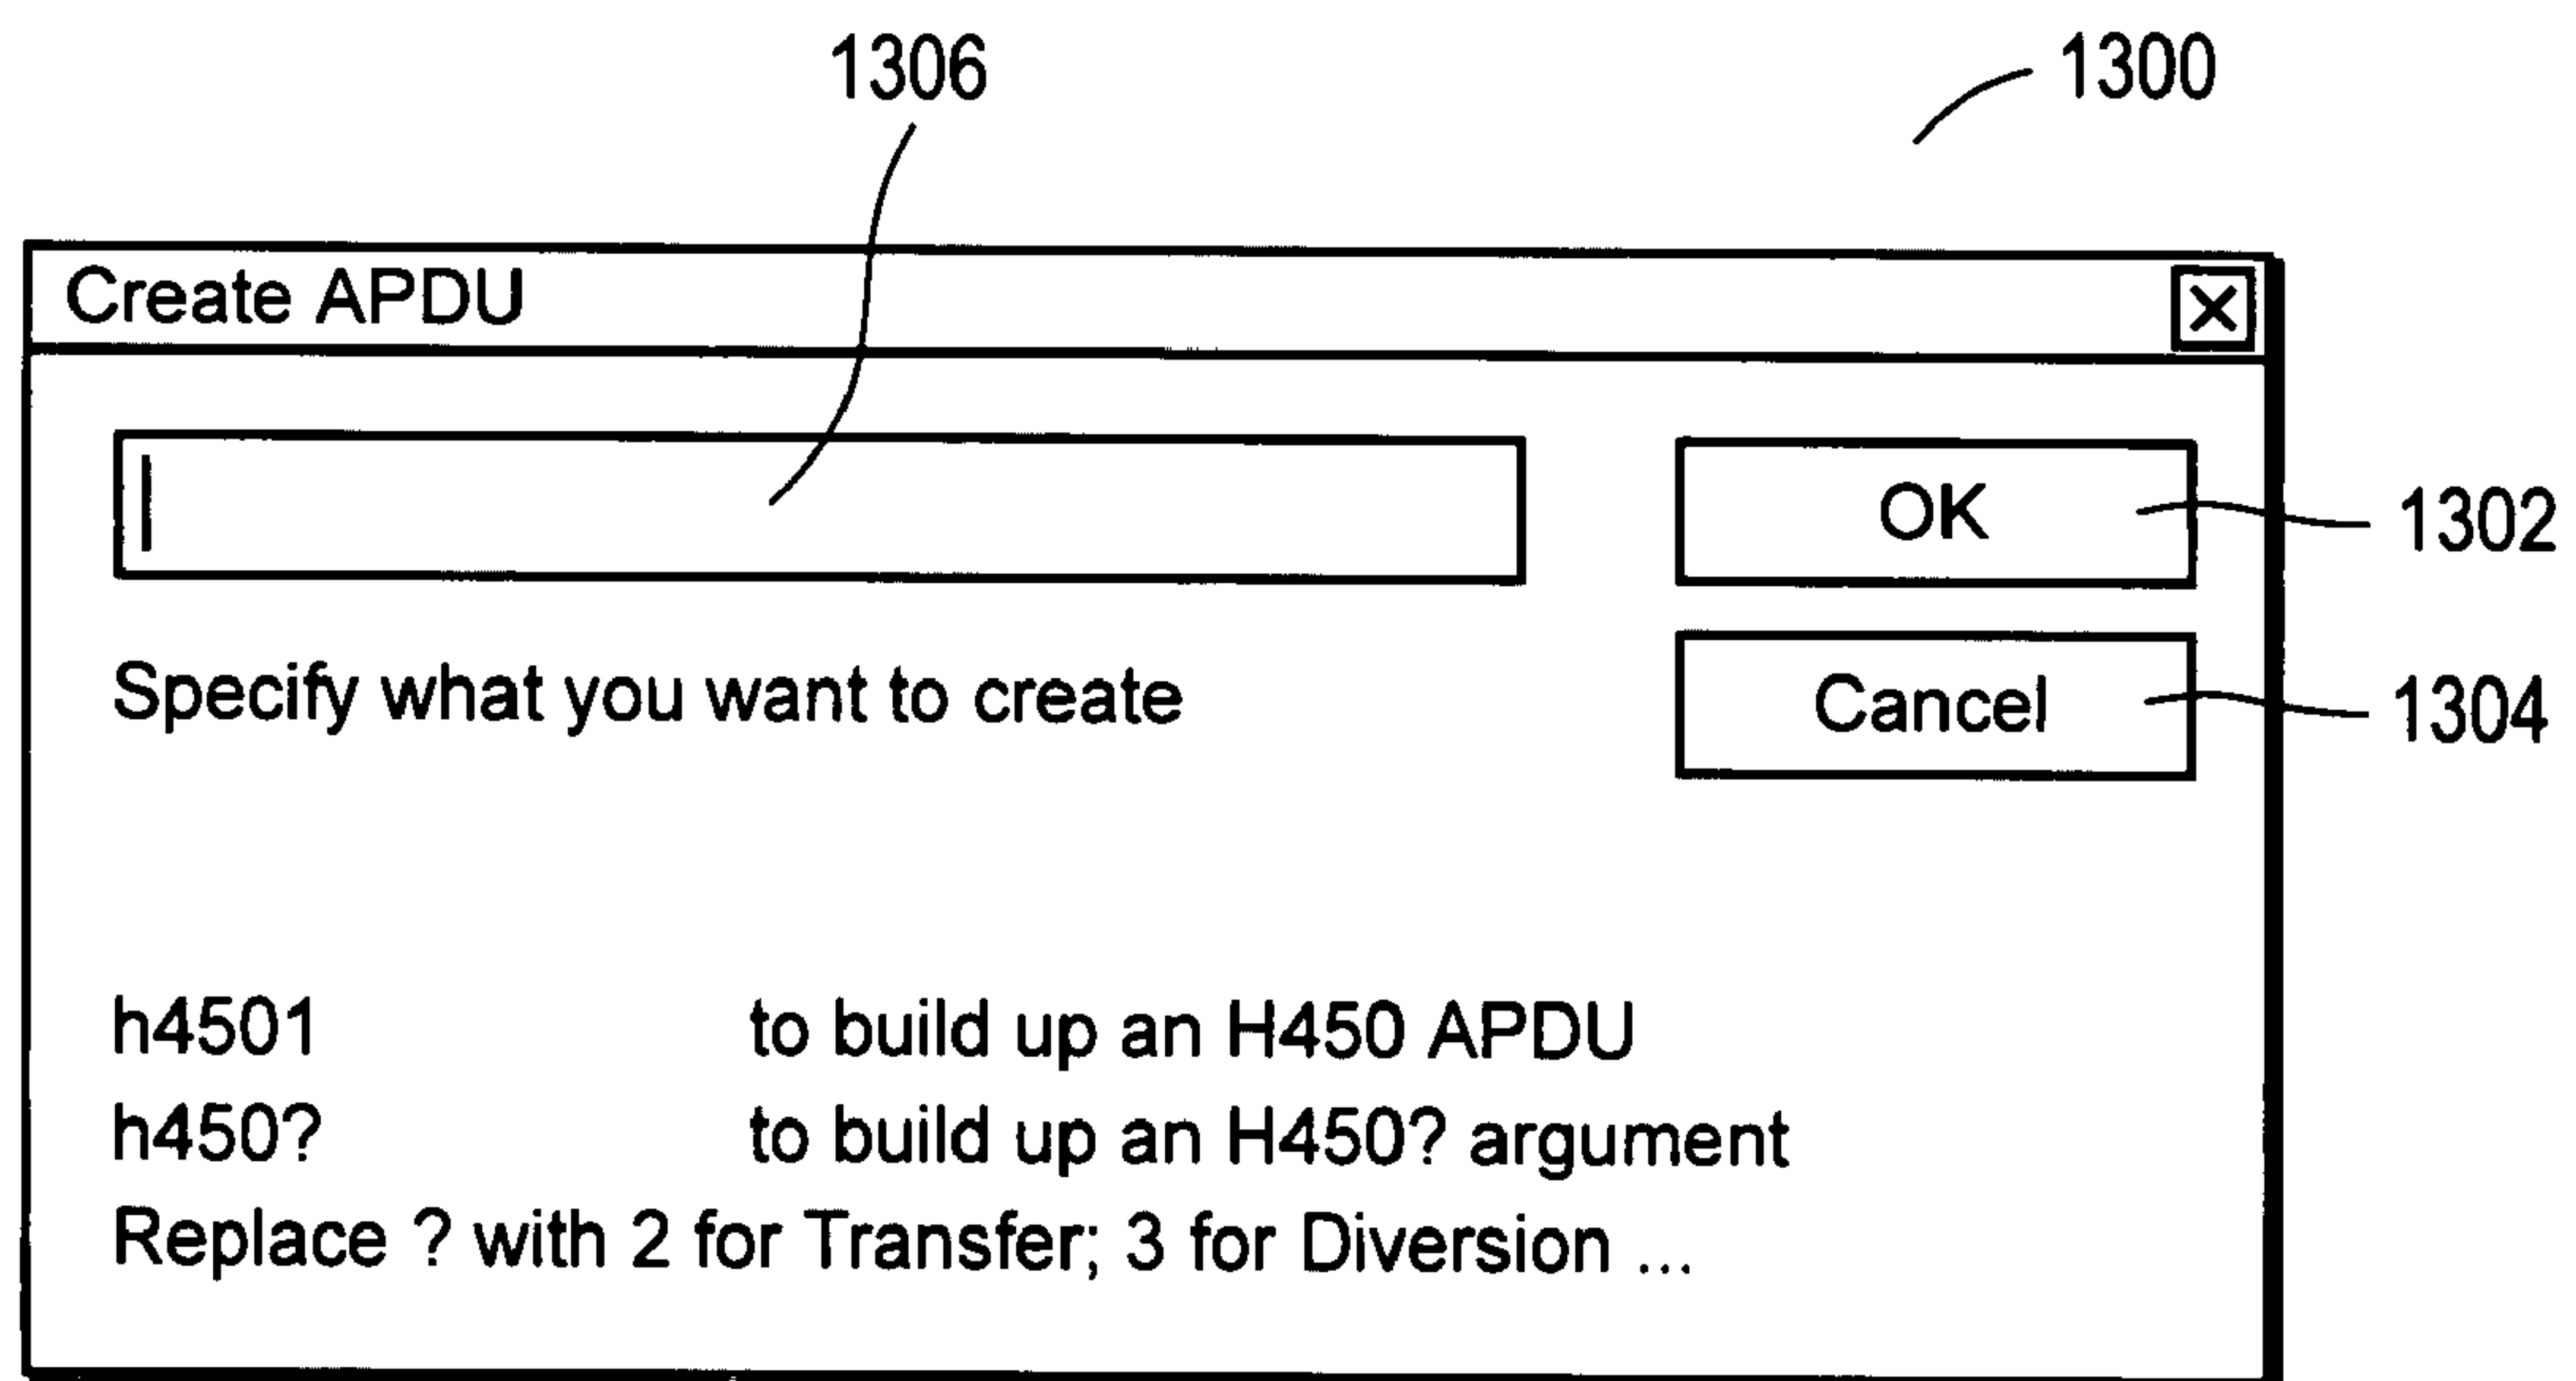 1306
1300
Create APDU
OK
1302
Specify what you want to create
Cancel
1304
h4501 to build up an H450 APDU
h450? to build up an H450? argument
Replace ? with 2 for Transfer; 3 for Diversion ...